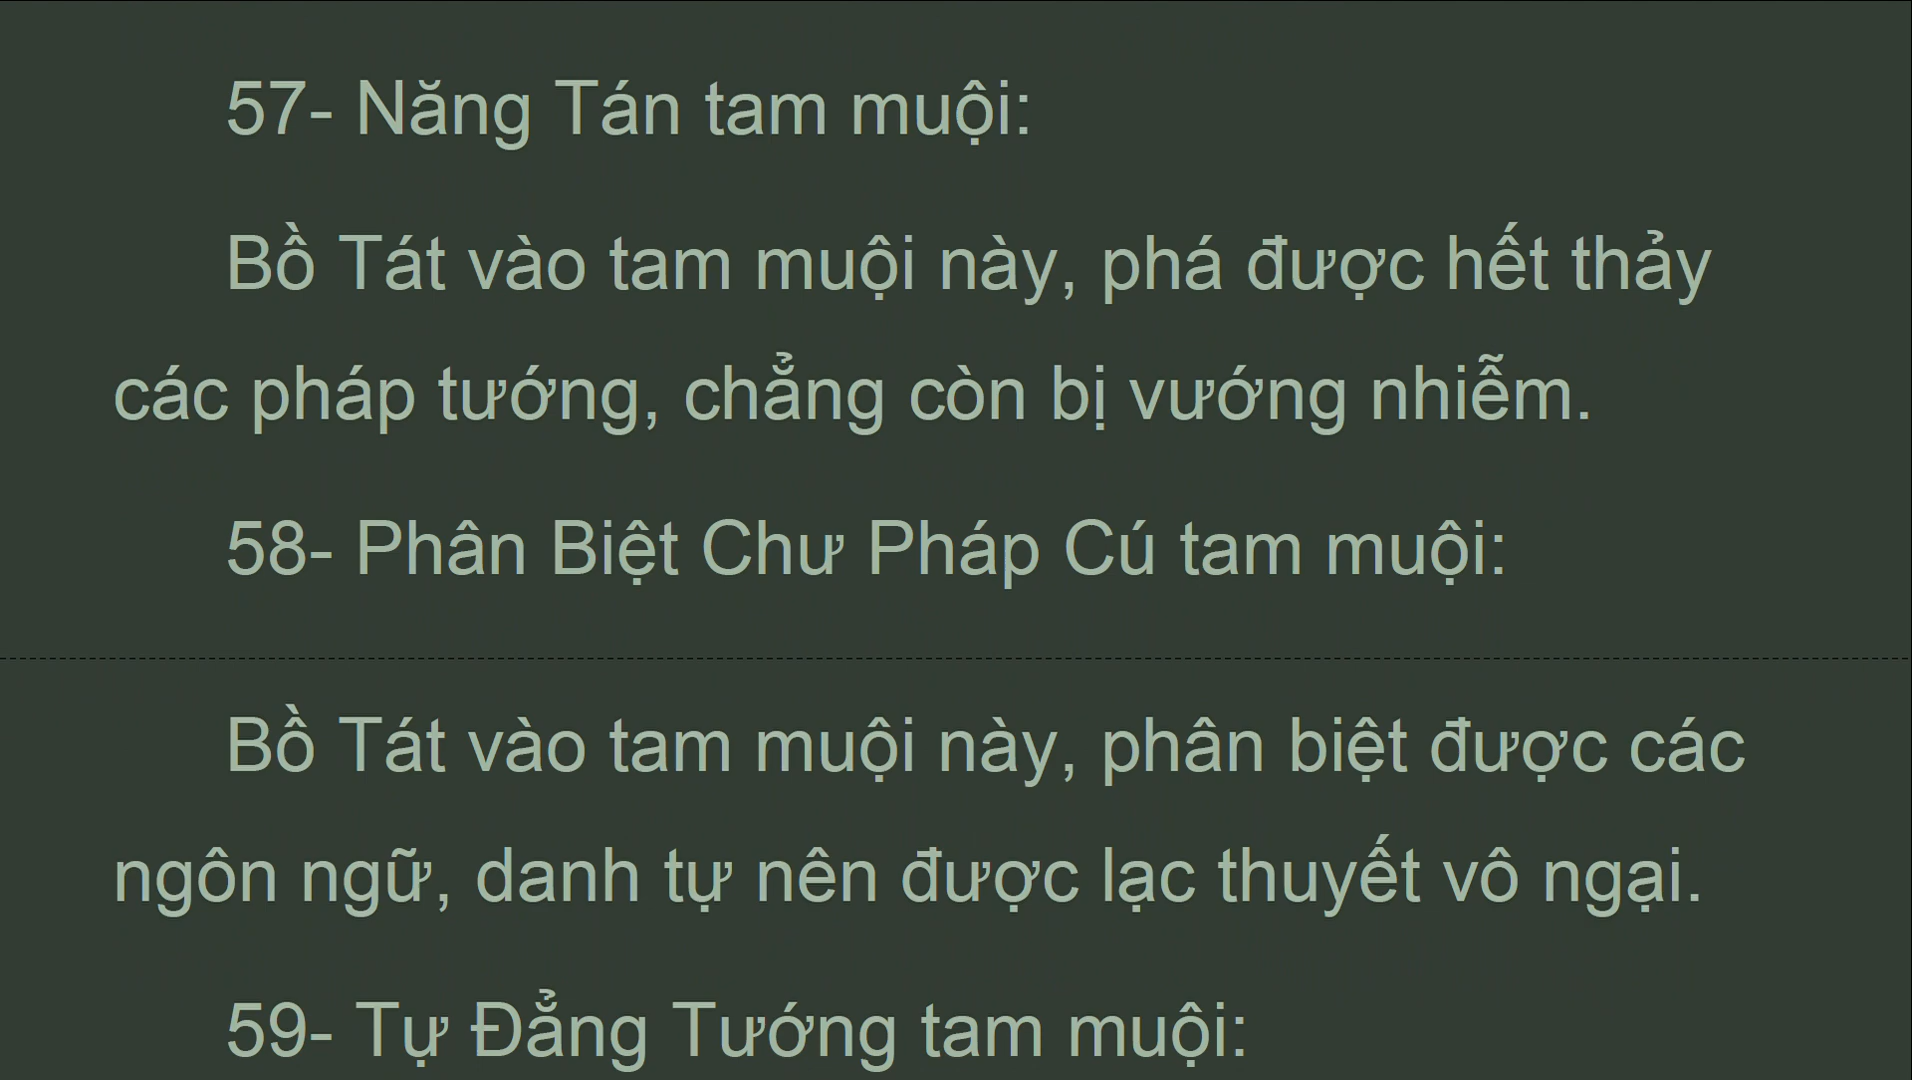 57- Năng Tán tam muội:
Bồ Tát vào tam muội này, phá được hết thảy
các pháp tướng, chẳng còn bị vướng nhiễm.
58- Phân Biệt Chư Pháp Cú tam muội:
Bồ Tát vào tam muội này, phân biệt được các
ngôn ngữ, danh tự nên được lạc thuyết vô ngại.
59- Tự Đẳng Tướng tam muội: